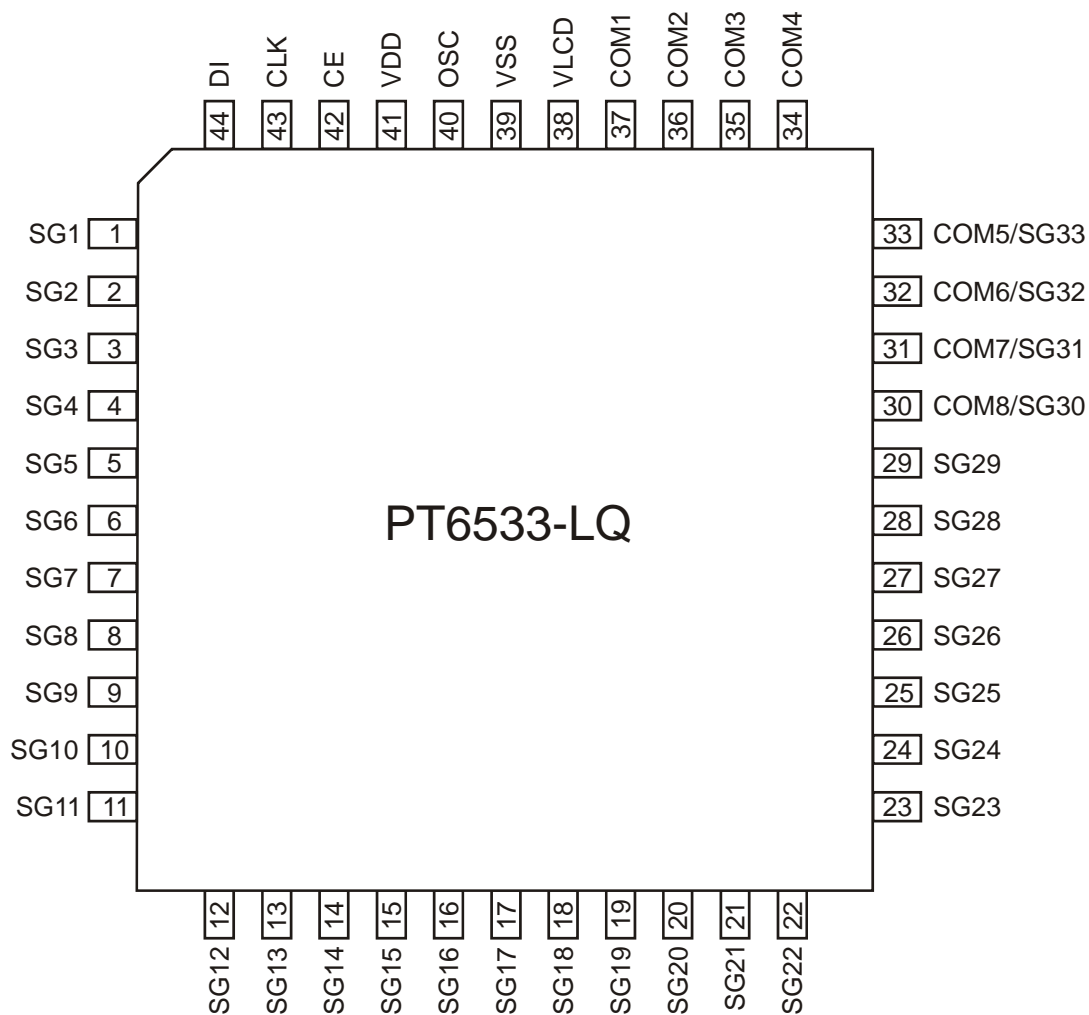 DI CLK CE VDD OSC VSS VLCD COM1 COM2 COM3 COM4
44 43 42 41 40 39 38 37 36 35 34
SG1 1 33 COM5/SG33
SG2 2 32 COM6/SG32
SG3 3 31 COM7/SG31
SG4 4 30 COM8/SG30
SG5 5 29 SG29
SG6 6 PT6533-LQ 28 SG28
SG7 7 27 SG27
SG8 8 26 SG26
SG9 9 25 SG25
SG10 10 24 SG24
SG11 11 23 SG23
12 13 14 15 16 17 18 19 20 21 22
SG12 SG13 SG14 SG15 SG16 SG17 SG18 SG19 SG20 SG21 SG22